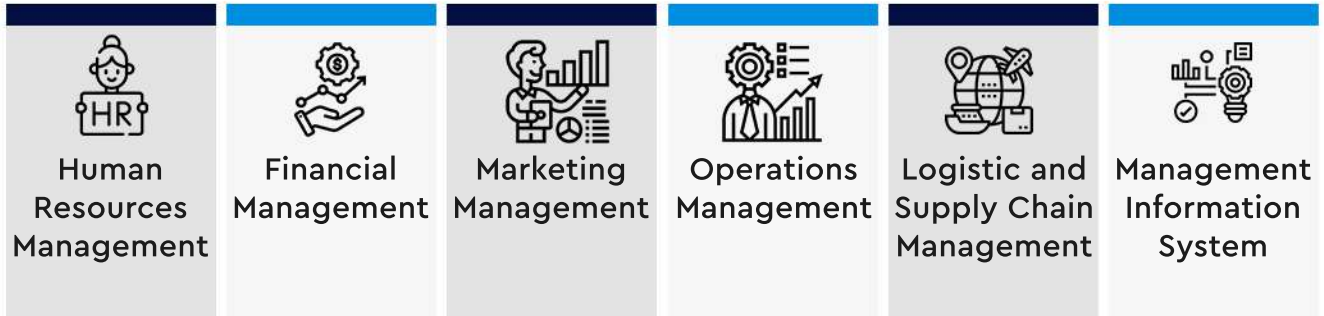 HR
Human
Resources
Management
$
Financial
Management
Marketing
Management
Operations
Management
Logistic and
Supply Chain
Management
Management
Information
System